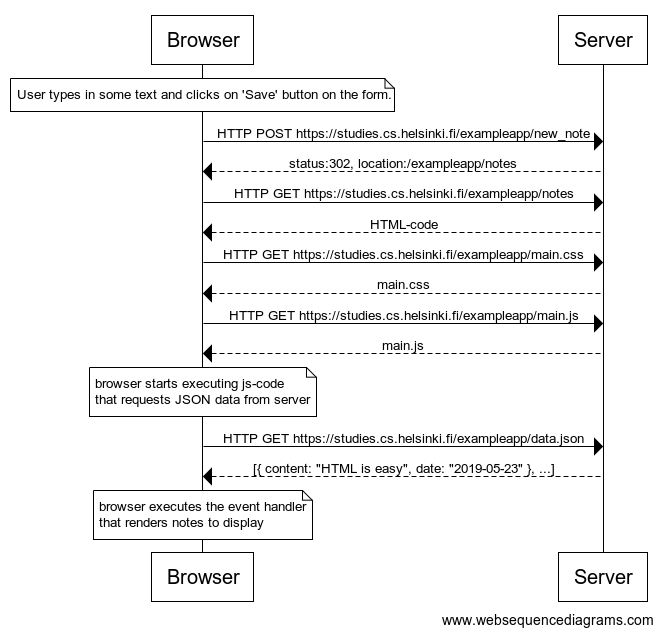 Browser
Server
User types in some text and clicks on 'Save' button on the form.
HTTP POST https://studies.cs.helsinki.fi/exampleapp/new_note
status:302, location:/exampleapp/notes
HTTP GET https://studies.cs.helsinki.fi/exampleapp/notes
HTML-code
HTTP GET https://studies.cs.helsinki.fi/exampleapp/main.css
main.css
HTTP GET https://studies.cs.helsinki.fi/exampleapp/main.js
main.js
browser starts executing js-code
that requests JSON data from server
HTTP GET https://studies.cs.helsinki.fi/exampleapp/data.json
[{ content: "HTML is easy", date: "2019-05-23" }, ...]
browser executes the event handler
that renders notes to display
Browser
Server
www.websequencediagrams.com